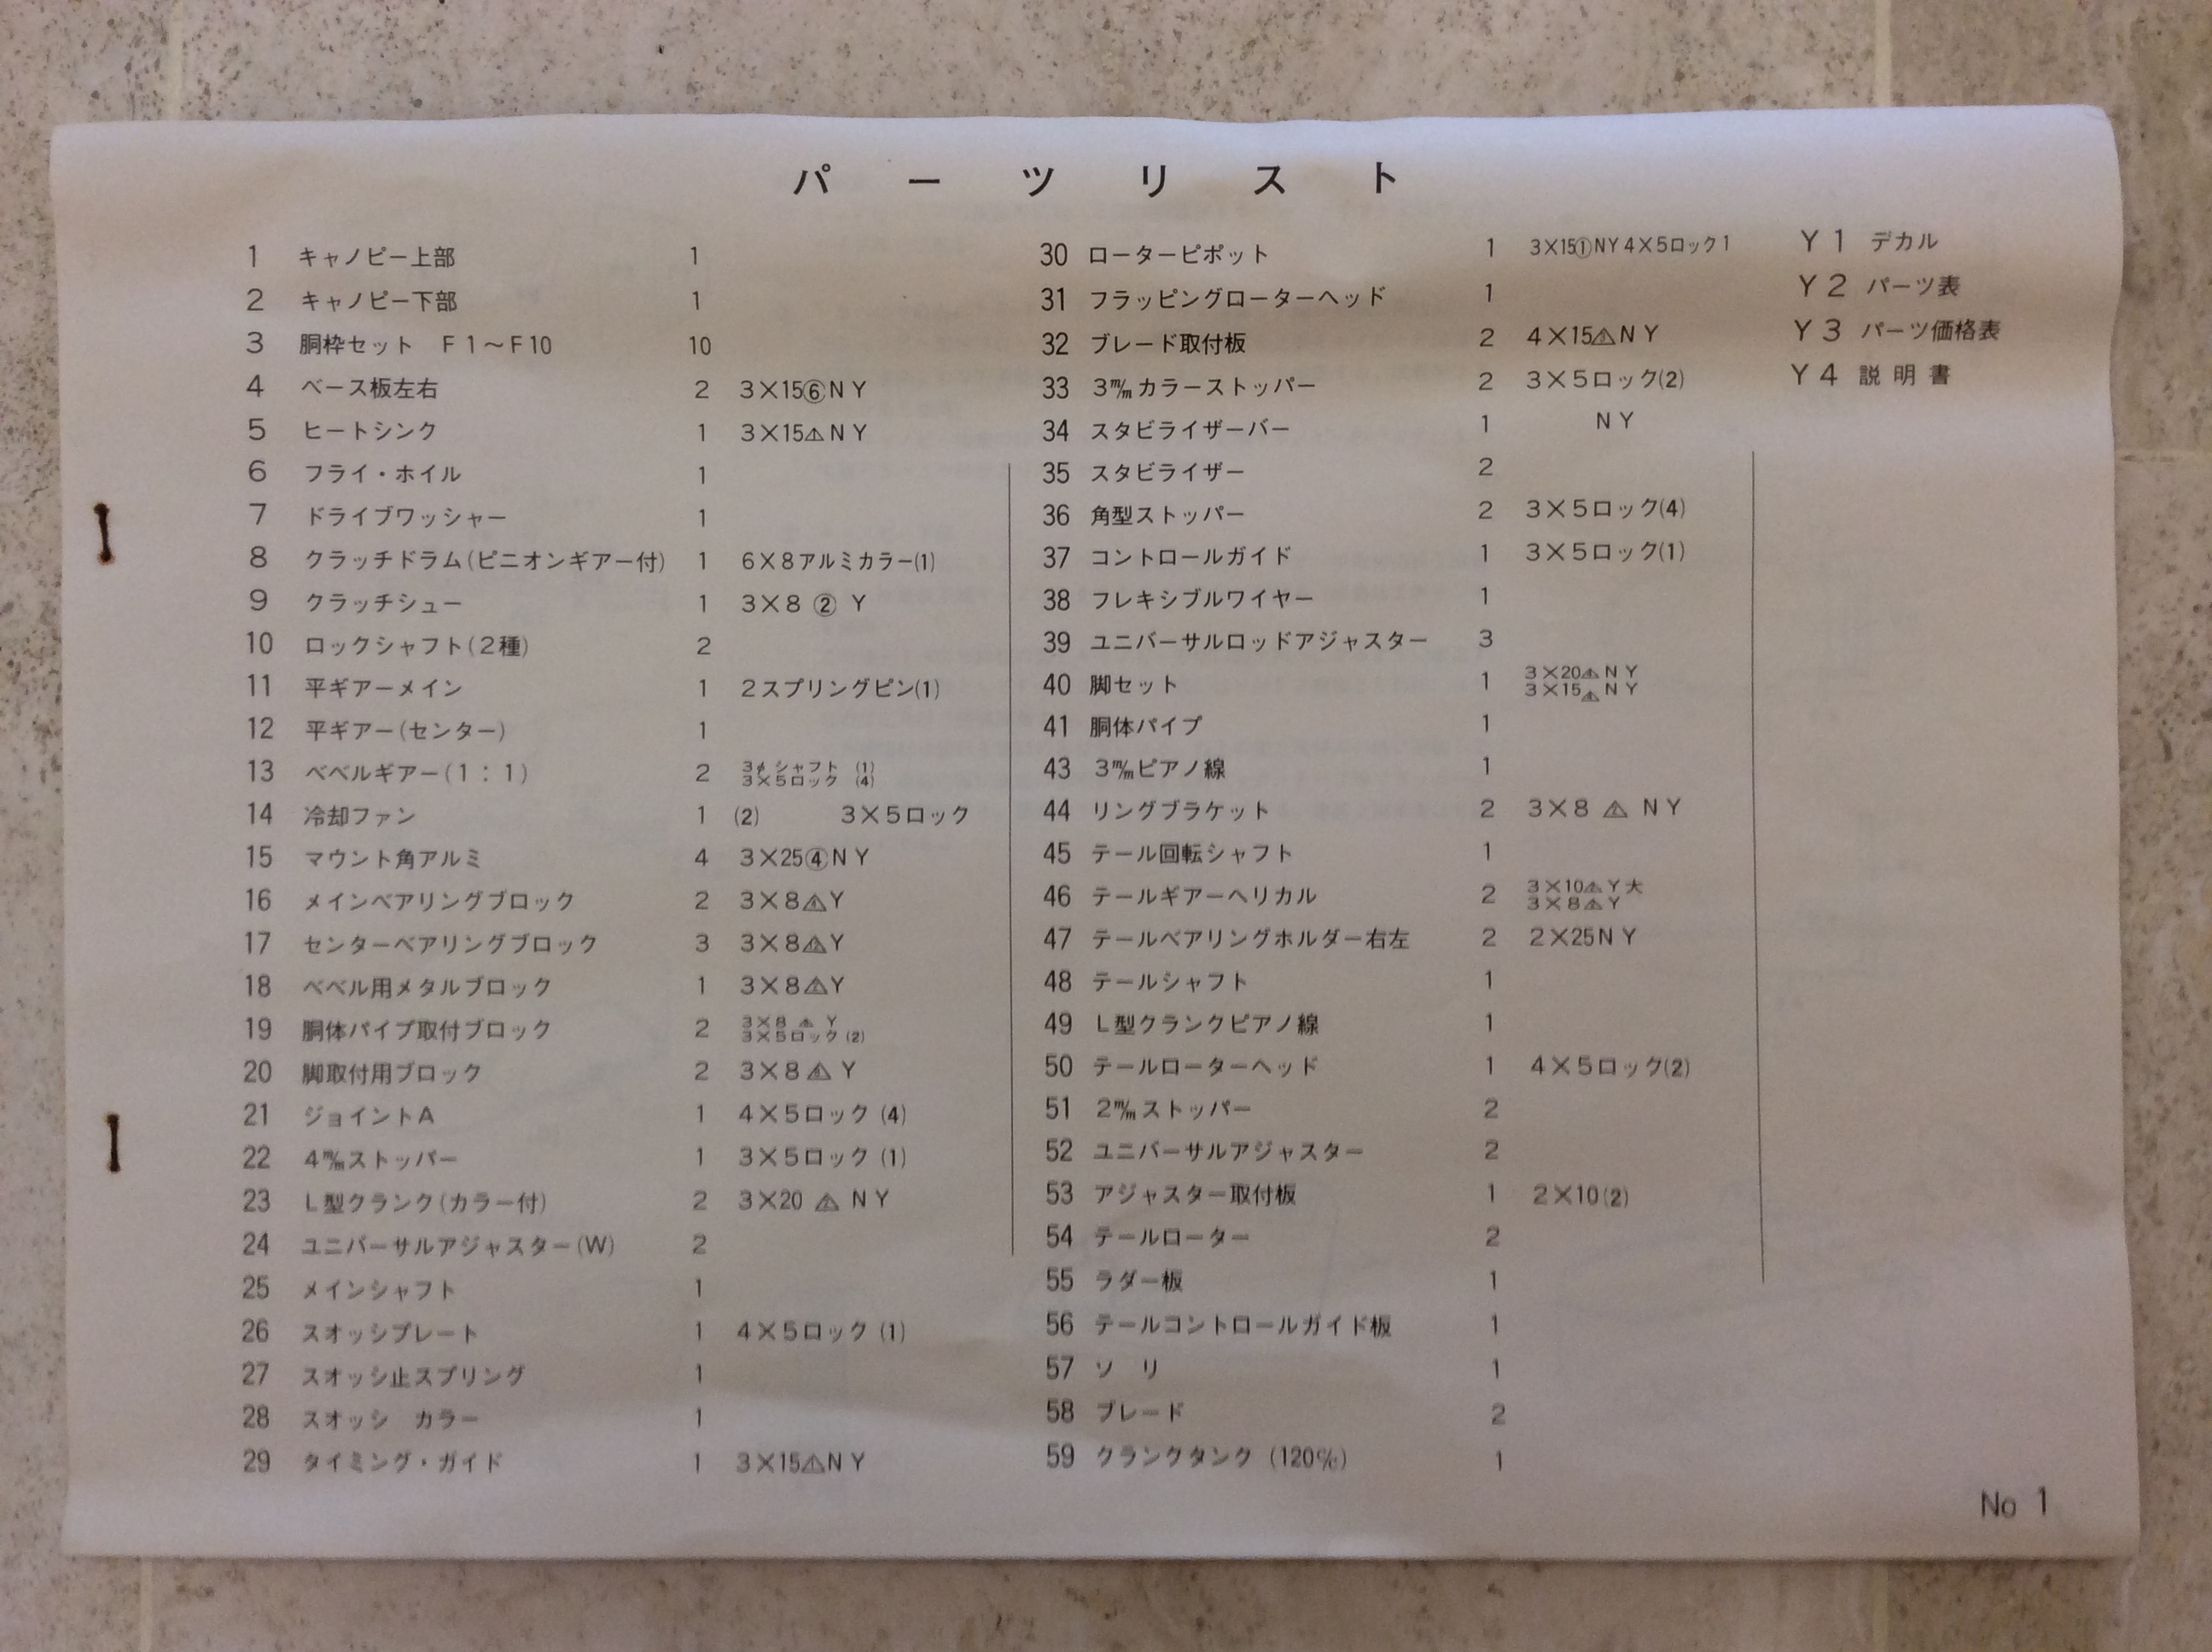 パーツリスト
1 キャノピー上部 1
2 キャノピー下部 1
3 胴枠セット F1〜F10 10
4 ベース板左右 2 3×15⑥NY
5 ヒートシンク 1 3×15 NY
6 フライ・ホイル 1
7 ドライブワッシャー 1
8 クラッチドラム(ピニオンギアー付) 1 6×8アルミカラー(1)
9 クラッチシュー 1 3×8 ② Y
10 ロックシャフト(2種) 2
11 平ギアーメイン 1 2スプリングピン(1)
12 平ギアー(センター) 1
13 ベベルギアー(1:1) 2 3φシャフト (1)
3×5ロック (4)
14 冷却ファン 1 (2) 3×5ロック
15 マウント角アルミ 4 3×25④NY
16 メインベアリングブロック 2 3×8 Y
17 センターベアリングブロック 3 3×8 Y
18 ベベル用メタルブロック 1 3×8 Y
19 胴体パイプ取付ブロック 2 3×8 Y
3×5ロック(2)
20 脚取付用ブロック 2 3×8 Y
21 ジョイントA 1 4×5ロック (4)
22 4㎜ストッパー 1 3×5ロック (1)
23 L型クランク(カラー付) 2 3×20 NY
24 ユニバーサルアジャスター(W) 2
25 メインシャフト 1
26 スオッシプレート 1 4×5ロック (1)
27 スオッシ止スプリング 1
28 スオッシ カラー 1
29 タイミング・ガイド 1 3×15 NY
30 ローターピポット 1 3×15①NY4×5ロック1
31 フラッピングローターヘッド 1
32 ブレード取付板 2 4×15 NY
33 3㎜カラーストッパー 2 3×5ロック(2)
34 スタビライザーバー 1 NY
35 スタビライザー 2
36 角型ストッパー 2 3×5ロック(4)
37 コントロールガイド 1 3×5ロック(1)
38 フレキシブルワイヤー 1
39 ユニバーサルロッドアジャスター 3
40 脚セット 1 3×20 NY
3×15 NY
41 胴体パイプ 1
43 3㎜ピアノ線 1
44 リングブラケット 2 3×8 NY
45 テール回転シャフト 1
46 テールギアーヘリカル 2 3×10 Y大
3×8 Y
47 テールベアリングホルダー右左 2 2×25NY
48 テールシャフト 1
49 L型クランクピアノ線 1
50 テールローターヘッド 1 4×5ロック(2)
51 2㎜ストッパー 2
52 ユニバーサルアジャスター 2
53 アジャスター取付板 1 2×10(2)
54 テールローター 2
55 ラダー板 1
56 テールコントロールガイド板 1
57 ソリ 1
58 ブレード 2
59 クランクタンク (120㏄) 1
Y1 デカル
Y2 パーツ表
Y3 パーツ価格表
Y4 説明書
No 1